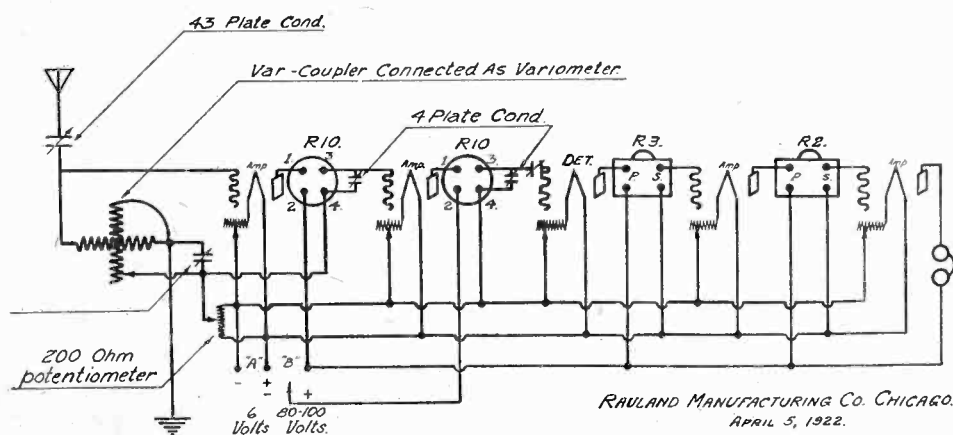 43 Plate Cond.
Var-Coupler Connected As Variometer.
4 Plate Cond.
R10.
R10
R3.
R2.
Amp
1.
3
2
4.
Amp.
1
3
2
4.
DET.
P
S.
Amp
P
S.
Amp
200 Ohm
potentiometer
"A"
"B"
-
+
-
+
6
Volts
80-100
Volts.
RAULAND MANUFACTURING CO. CHICAGO.
APRIL 5, 1922.